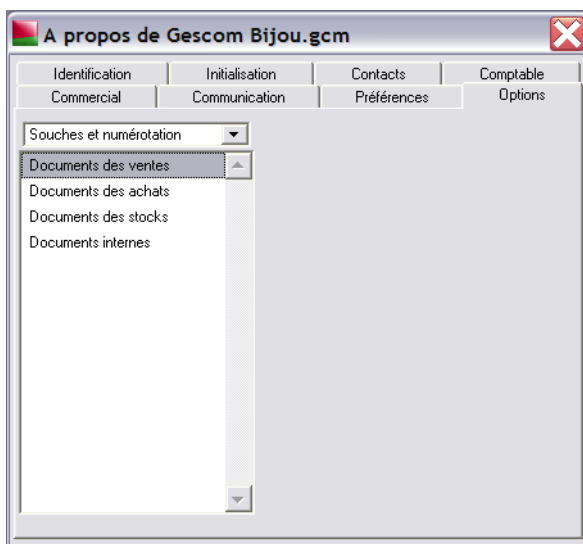 A propos de Gescom Bijou.gcm
Identification Initialisation Contacts Comptable
Commercial Communication Préférences Options
Souches et numérotation
Documents des ventes
Documents des achats
Documents des stocks
Documents internes